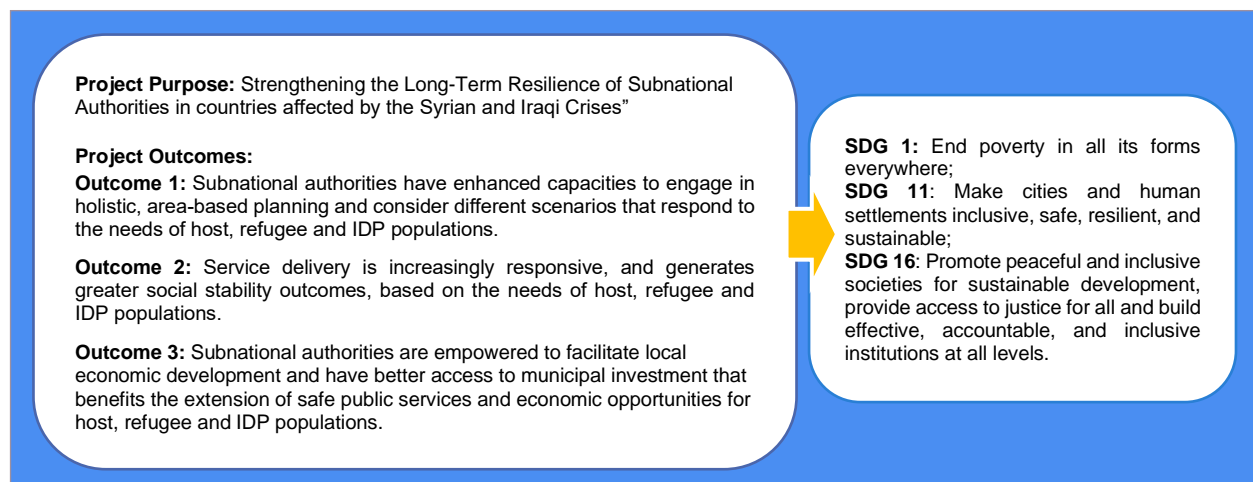 Project Purpose: Strengthening the Long-Term Resilience of Subnational
Authorities in countries affected by the Syrian and Iraqi Crises”
Project Outcomes:
Outcome 1: Subnational authorities have enhanced capacities to engage in
holistic, area-based planning and consider different scenarios that respond to
the needs of host, refugee and IDP populations.
Outcome 2: Service delivery is increasingly responsive, and generates
greater social stability outcomes, based on the needs of host, refugee and
IDP populations.
Outcome 3: Subnational authorities are empowered to facilitate local
economic development and have better access to municipal investment that
benefits the extension of safe public services and economic opportunities for
host, refugee and IDP populations.
SDG 1: End poverty in all its forms
everywhere;
SDG 11: Make cities and human
settlements inclusive, safe, resilient, and
sustainable;
SDG 16: Promote peaceful and inclusive
societies for sustainable development,
provide access to justice for all and build
effective, accountable, and inclusive
institutions at all levels.